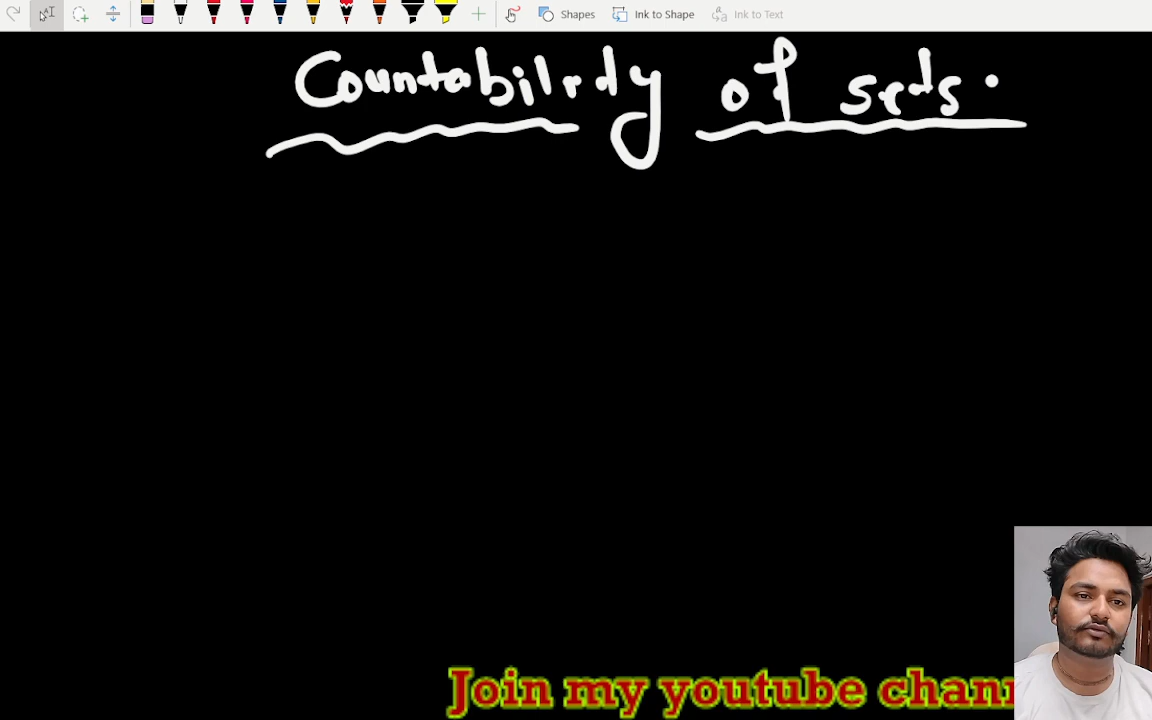 Shapes Ink to Shape Ink to Text
Countability of sets.
Join my youtube chan